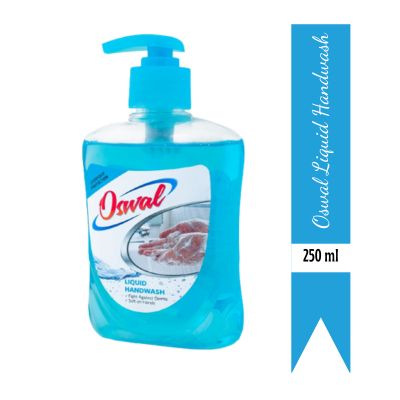 Oswal
LIQUID
HANDWASH
• Fight Against Germs
• Soft on Hands
Oswal Liquid Handwash
250 ml